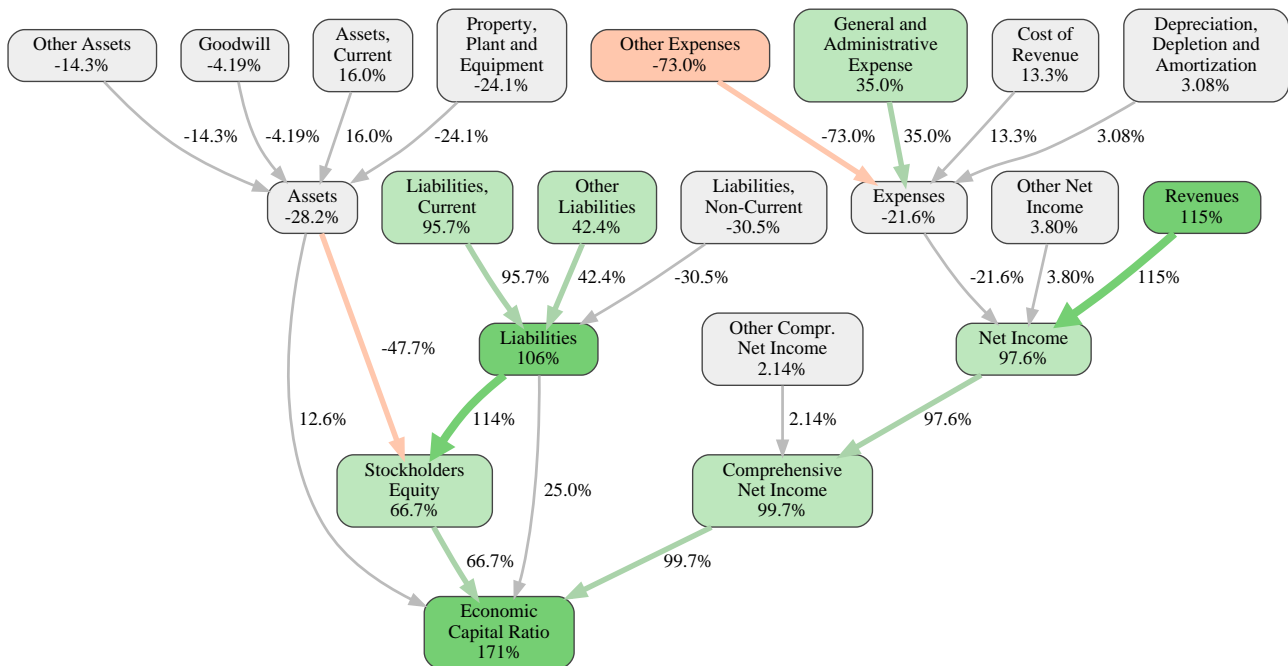 Other Assets
-14.3%
Goodwill
-4.19%
Assets,
Current
16.0%
Property,
Plant and
Equipment
-24.1%
Other Expenses
-73.0%
General and
Administrative
Expense
35.0%
Cost of
Revenue
13.3%
Depreciation,
Depletion and
Amortization
3.08%
-14.3%
-4.19%
16.0%
-24.1%
-73.0%
35.0%
13.3%
3.08%
Assets
-28.2%
Liabilities,
Current
95.7%
Other
Liabilities
42.4%
Liabilities,
Non-Current
-30.5%
Expenses
-21.6%
Other Net
Income
3.80%
Revenues
115%
95.7%
42.4%
-30.5%
-21.6%
3.80%
115%
-47.7%
Liabilities
106%
Other Compr.
Net Income
2.14%
Net Income
97.6%
12.6%
114%
2.14%
97.6%
Stockholders
Equity
66.7%
25.0%
Comprehensive
Net Income
99.7%
66.7%
99.7%
Economic
Capital Ratio
171%